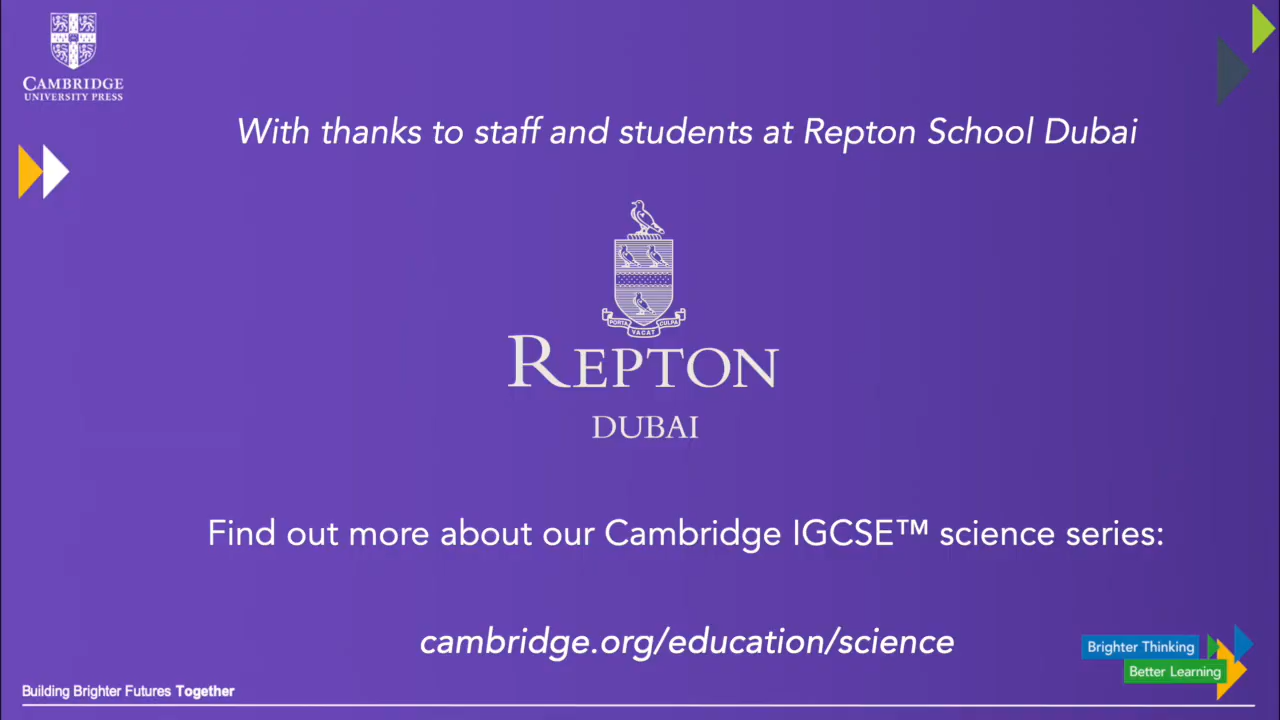 CAMBRIDGE
UNIVERSITY PRESS
With thanks to staff and students at Repton School Dubai
PORTA VACAT CULPA
REPTON
DUBAI
Find out more about our Cambridge IGCSE™ science series:
cambridge.org/education/science
Brighter Thinking
Better Learning
Building Brighter Futures Together